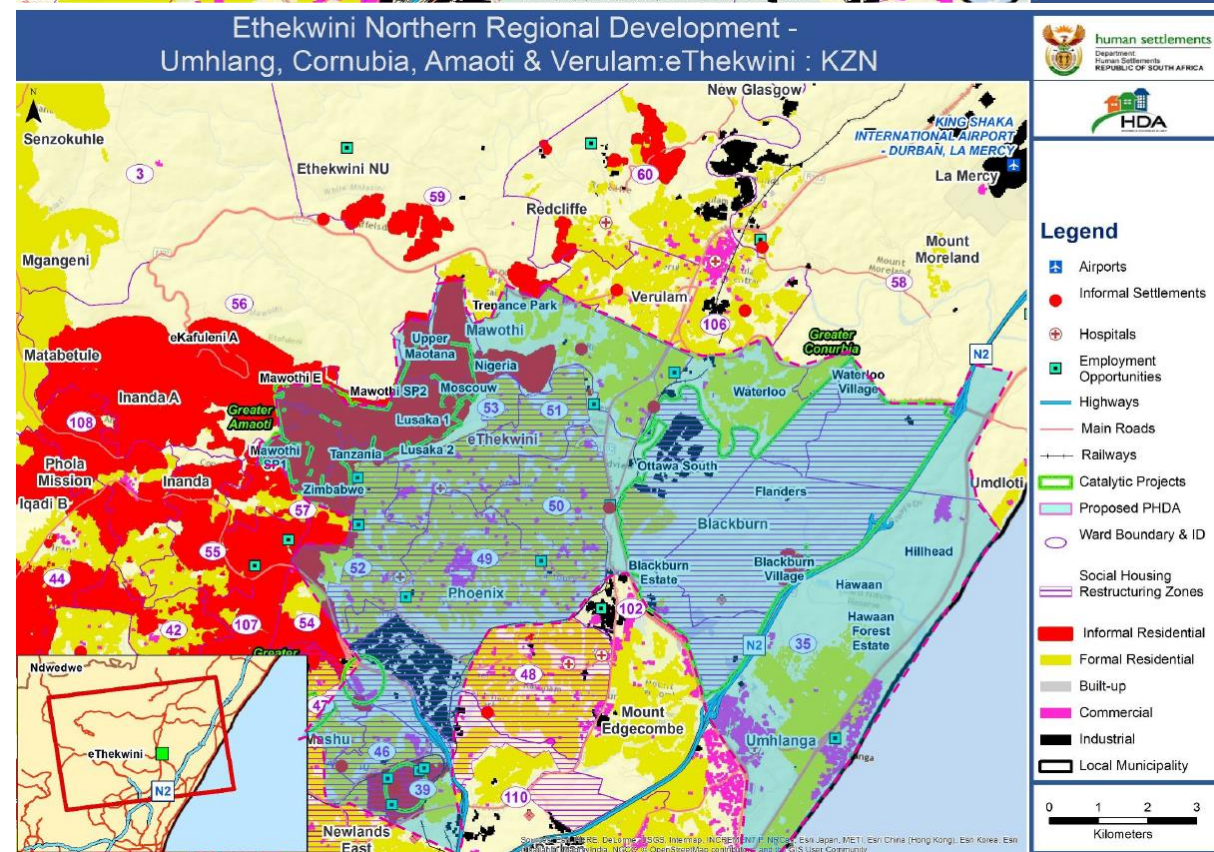 Ethekwini Northern Regional Development -
Umhlang, Cornubia, Amaoti & Verulam:eThekwini : KZN
human settlements
Department:
Human Settlements
REPUBLIC OF SOUTH AFRICA
HDA
N
New Glasgow
Senzokuhle
KING SHAKA
INTERNATIONAL AIRPORT
- DURBAN, LA MERCY
La Mercy
3
Ethekwini NU
60
59
Redcliffe
Mount
Moreland
Mgangeni
Mount
Moreland
58
56
Verulam
Trenance Park
106
Mawothi
eKafuleni A
Upper
Maotana
Greater
Conurbia
N2
Matabetule
Nigeria
Mawothi E
Mawothi SP2
Moscouw
Waterloo
Waterloo
Village
Inanda A
Greater
Amaoti
53
51
108
Lusaka 1
eThekwini
Mawothi
SP1
Tanzania
Lusaka 2
Phola
Mission
Inanda
Ottawa South
Zimbabwe
Flanders
Umdloti
Iqadi B
57
50
Blackburn
55
49
Hillhead
44
52
Blackburn
Estate
Blackburn
Village
Phoenix
Hawaan
102
Hawaan
Forest
Estate
42
107
54
N2
35
Greater
48
47
Mount
Edgecombe
Mashu
46
Umhlanga
39
110
Newlands
East
Ndwedwe
eThekwini
N2
Legend
Airports
Informal Settlements
Hospitals
Employment
Opportunities
Highways
Main Roads
Railways
Catalytic Projects
Proposed PHDA
Ward Boundary & ID
Social Housing
Restructuring Zones
Informal Residential
Formal Residential
Built-up
Commercial
Industrial
Local Municipality
0 1 2 3
Kilometers